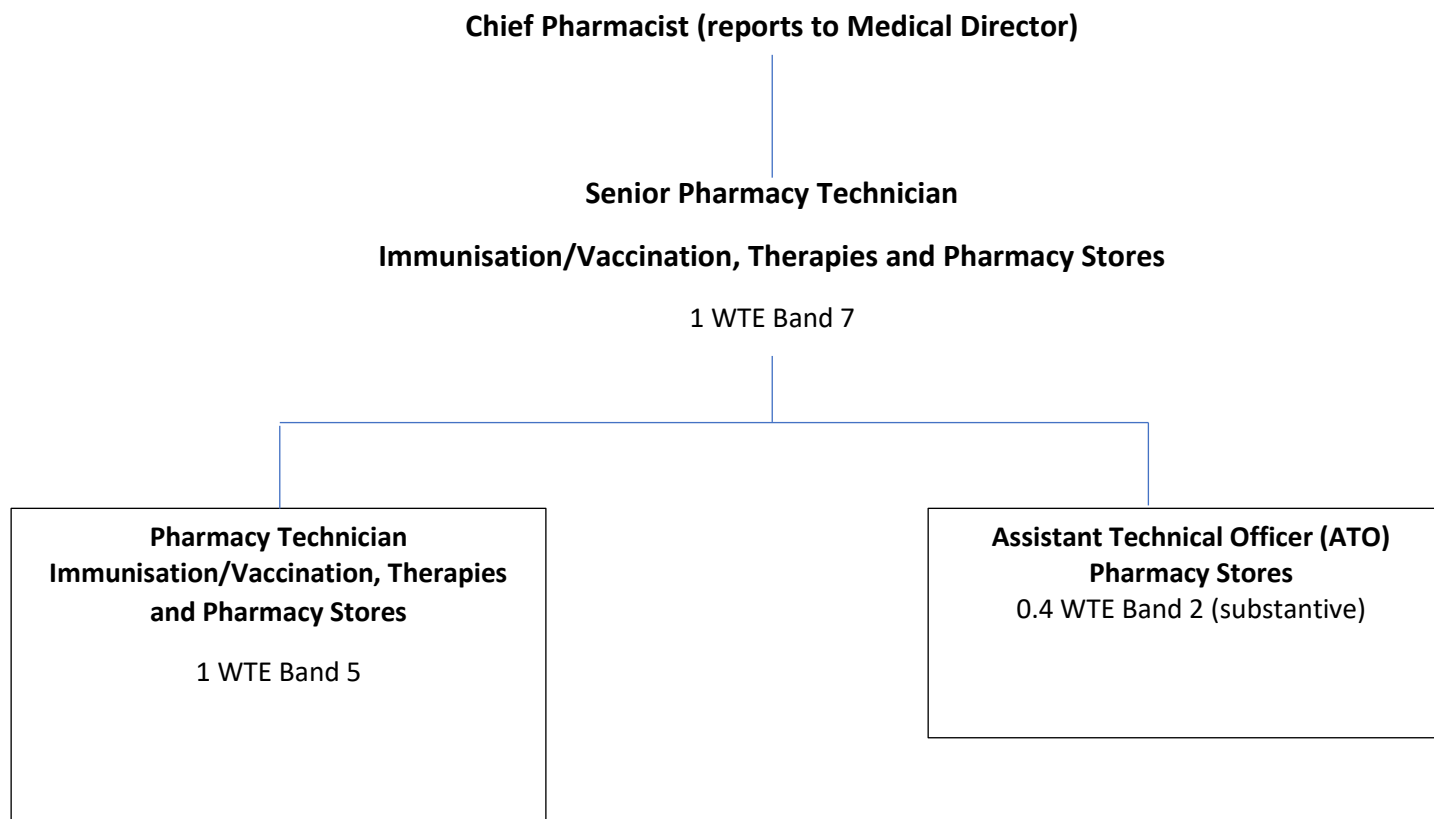 Chief Pharmacist (reports to Medical Director)
Senior Pharmacy Technician
Immunisation/Vaccination, Therapies and Pharmacy Stores
1 WTE Band 7
Pharmacy Technician
Immunisation/Vaccination, Therapies
and Pharmacy Stores
1 WTE Band 5
Assistant Technical Officer (ATO)
Pharmacy Stores
0.4 WTE Band 2 (substantive)